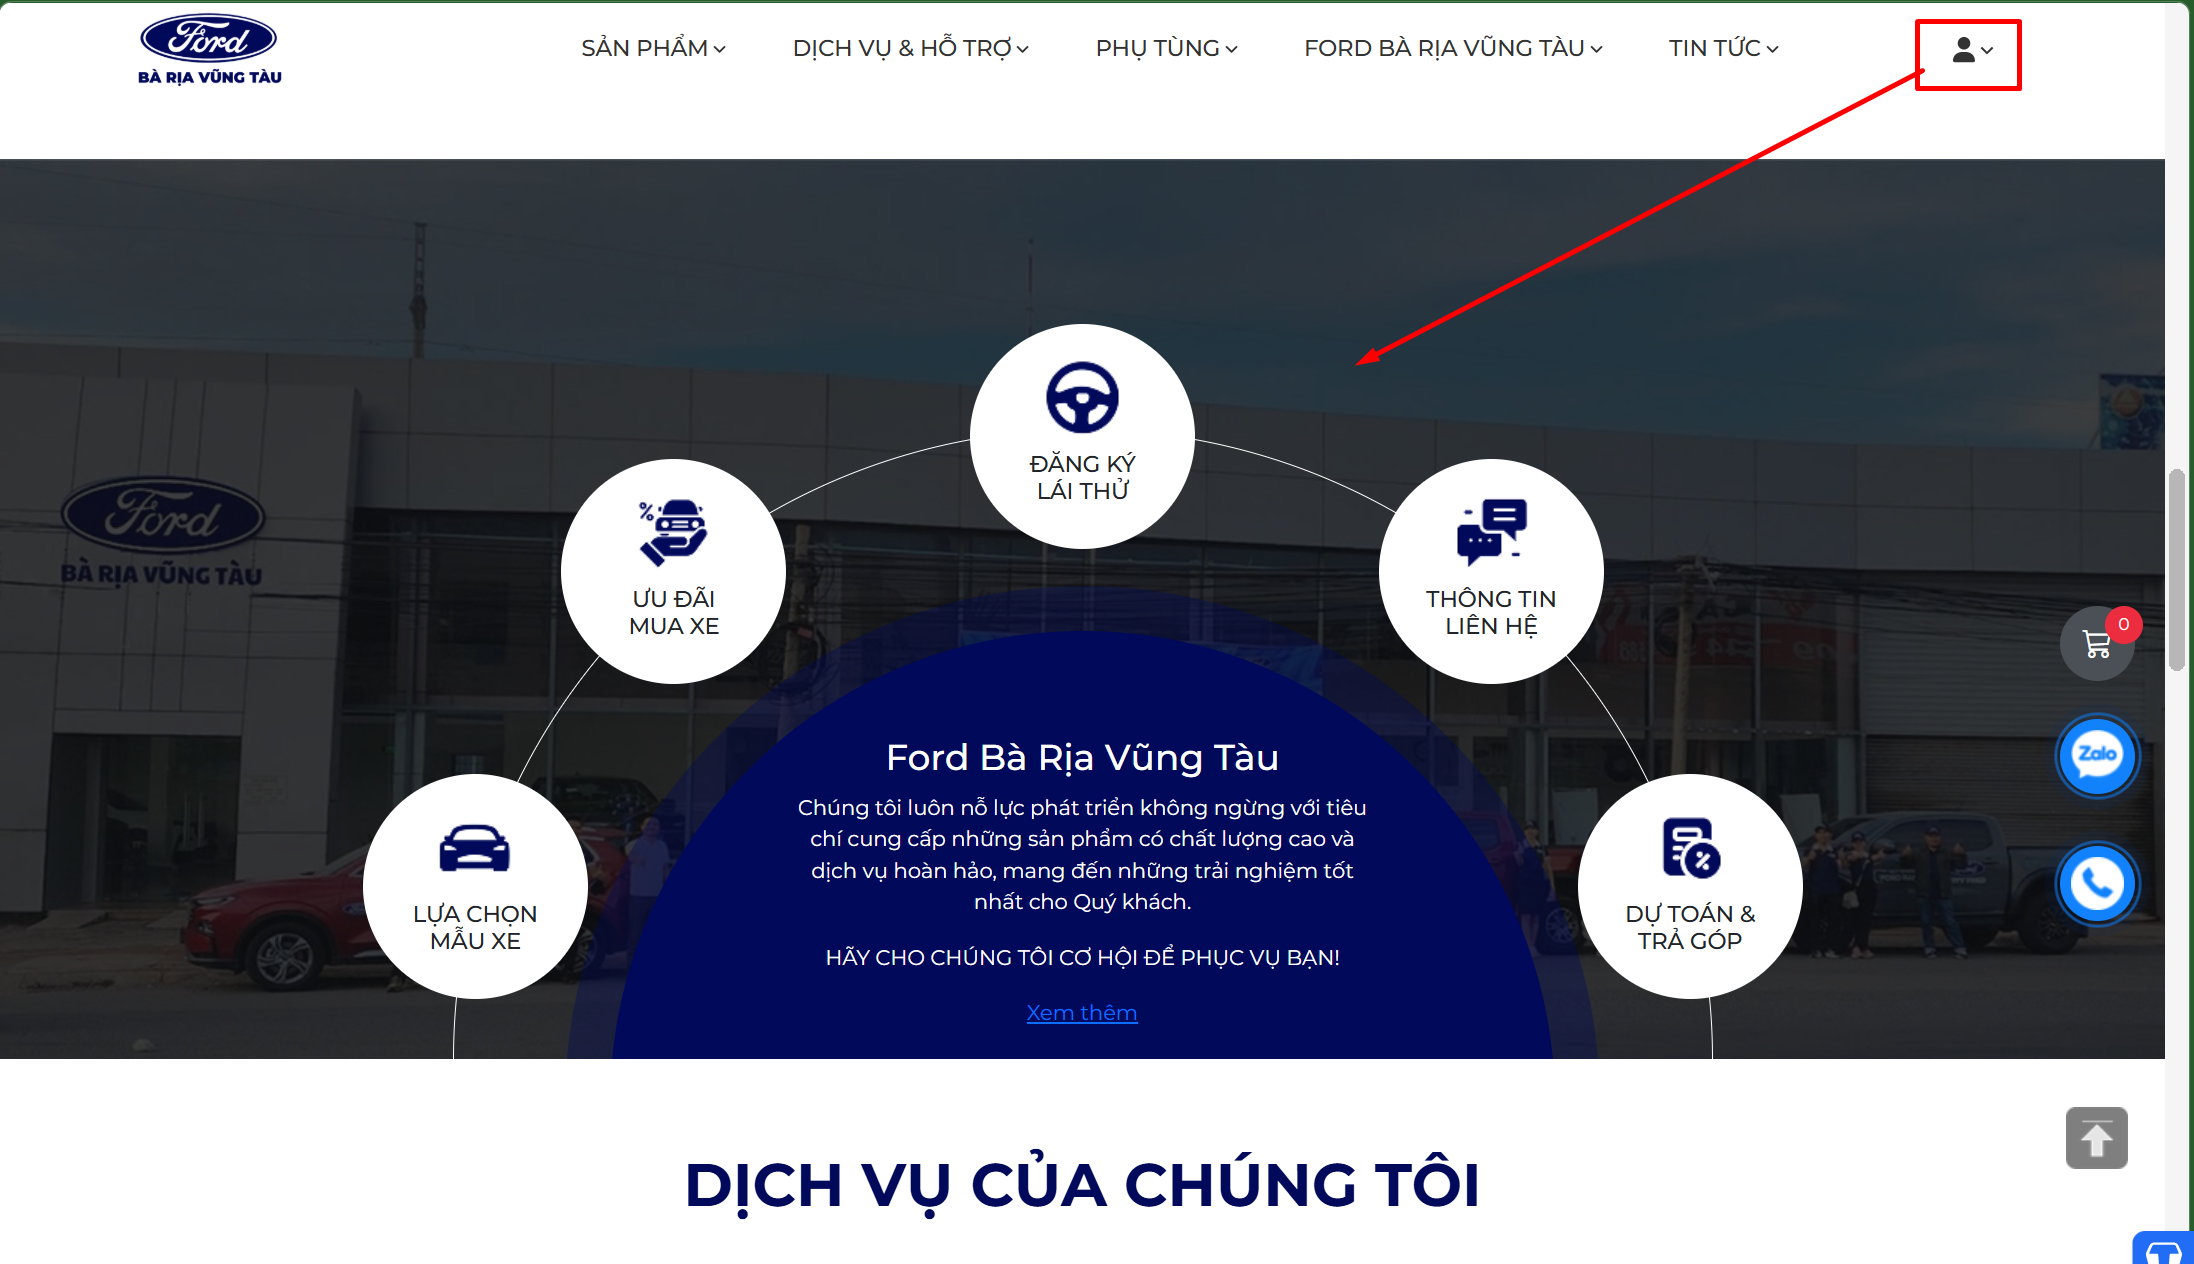 Ford
BÀ RỊA VŨNG TÀU
SẢN PHẨM
DỊCH VỤ & HỖ TRỢ
PHỤ TÙNG
FORD BÀ RỊA VŨNG TÀU
TIN TỨC
Ford
BÀ RỊA VŨNG TÀU
ĐĂNG KÝ
LÁI THỬ
%
ƯU ĐÃI
MUA XE
THÔNG TIN
LIÊN HỆ
LỰA CHỌN
MẪU XE
%
DỰ TOÁN &
TRẢ GÓP
Ford Bà Rịa Vũng Tàu
Chúng tôi luôn nỗ lực phát triển không ngừng với tiêu
chí cung cấp những sản phẩm có chất lượng cao và
dịch vụ hoàn hảo, mang đến những trải nghiệm tốt
nhất cho Quý khách.
HÃY CHO CHÚNG TÔI CƠ HỘI ĐỂ PHỤC VỤ BẠN!
Xem thêm
0
Zalo
DỊCH VỤ CỦA CHÚNG TÔI